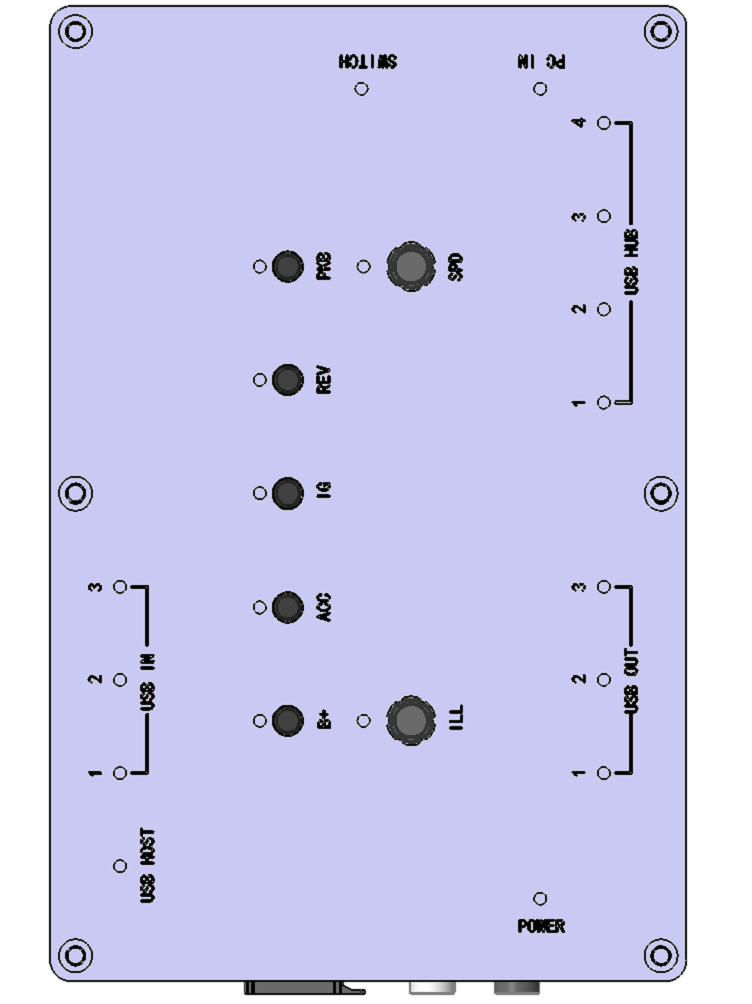 SWITCH
PC IN
4
3
2
1
USB HUB
PKB
SPD
REV
IG
ACC
B+
ILL
3
2
1
USB IN
3
2
1
USB OUT
USB HOST
POWER